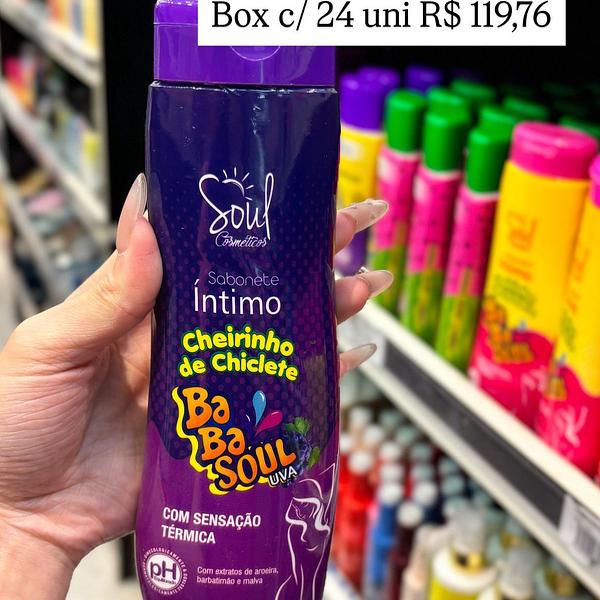 Box c/ 24 uni R$ 119,76
Soul
Cosméticos
Sabonete
Íntimo
Cheirinho
de Chiclete
BA
BA
SOUL
UVA
COM SENSAÇÃO
TÉRMICA
pH
Com extratos de aroeira,
barbatimão e malva